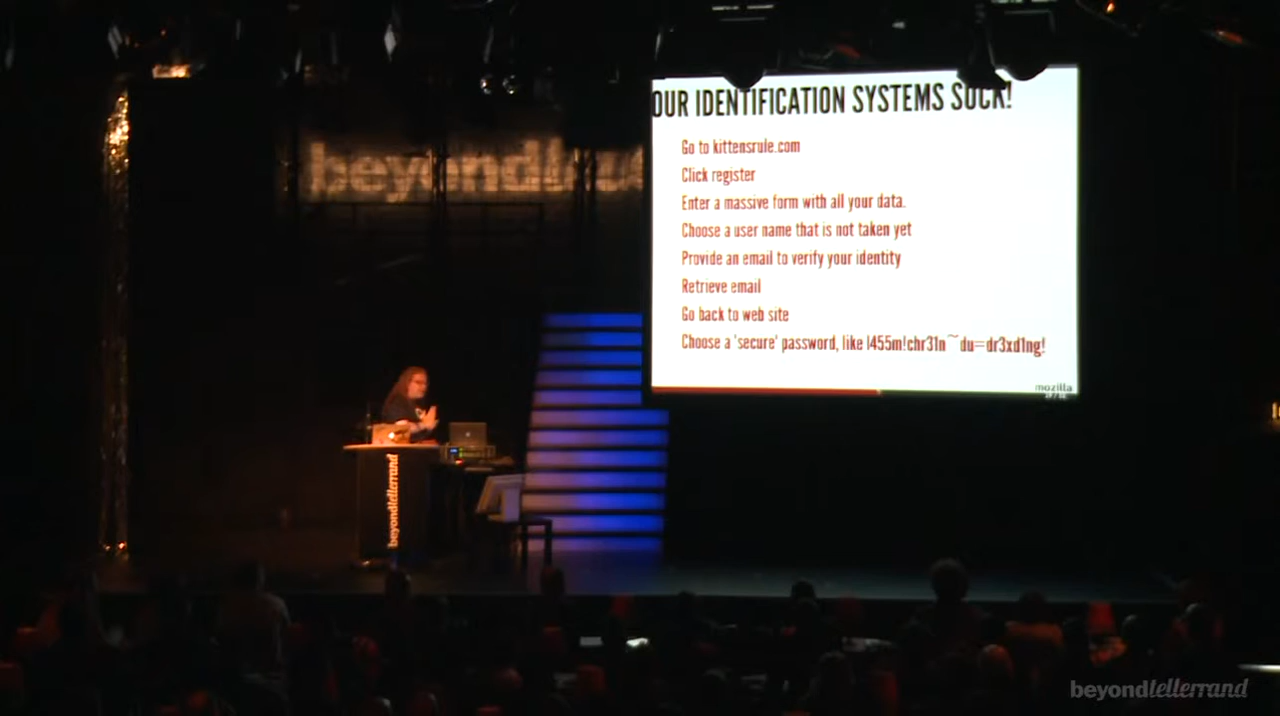 OUR IDENTIFICATION SYSTEMS SUCK!
beyond
Go to kittensrule.com
Click register
Enter a massive form with all your data.
Choose a user name that is not taken yet
Provide an email to verify your identity
Retrieve email
Go back to web site
Choose a 'secure' password, like l455m!chr31n~du=dr3xd1ng!
mozilla
beyondtellerrand
beyondtellerrand